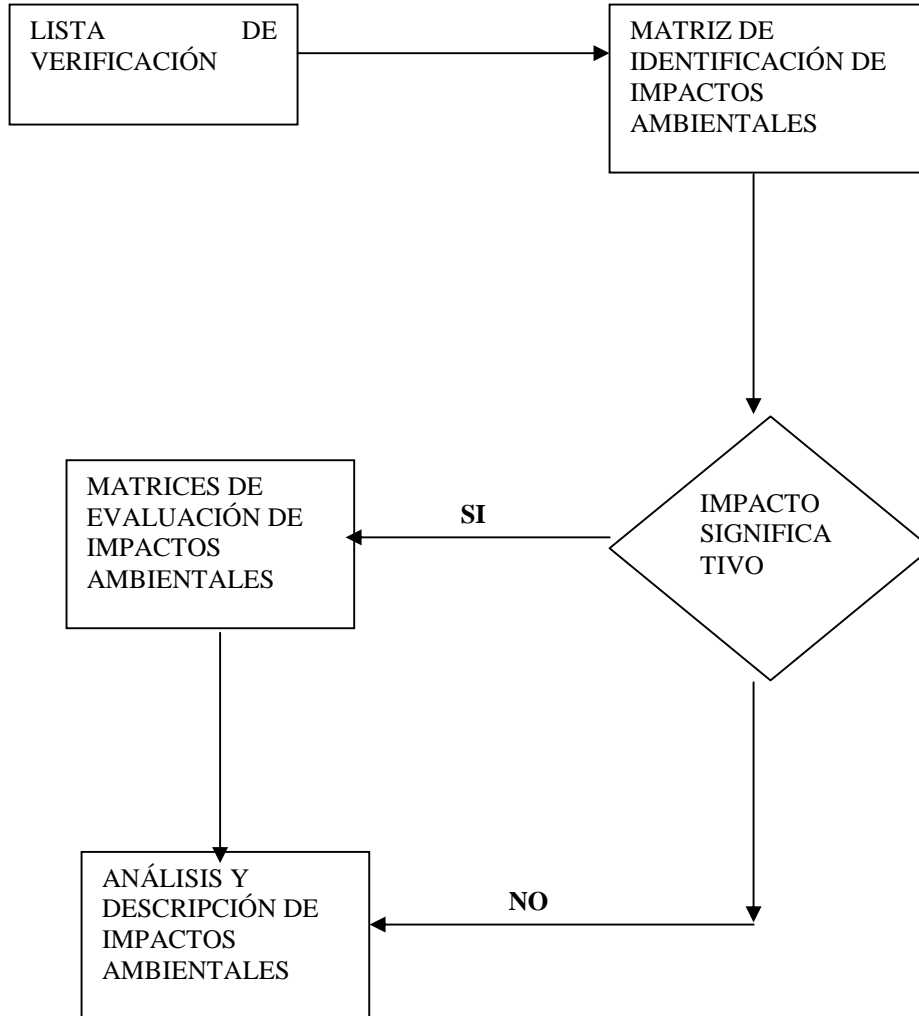 LISTA DE
VERIFICACIÓN
MATRIZ DE
IDENTIFICACIÓN DE
IMPACTOS
AMBIENTALES
IMPACTO
SIGNIFICA
TIVO
SI
MATRICES DE
EVALUACIÓN DE
IMPACTOS
AMBIENTALES
NO
ANÁLISIS Y
DESCRIPCIÓN DE
IMPACTOS
AMBIENTALES